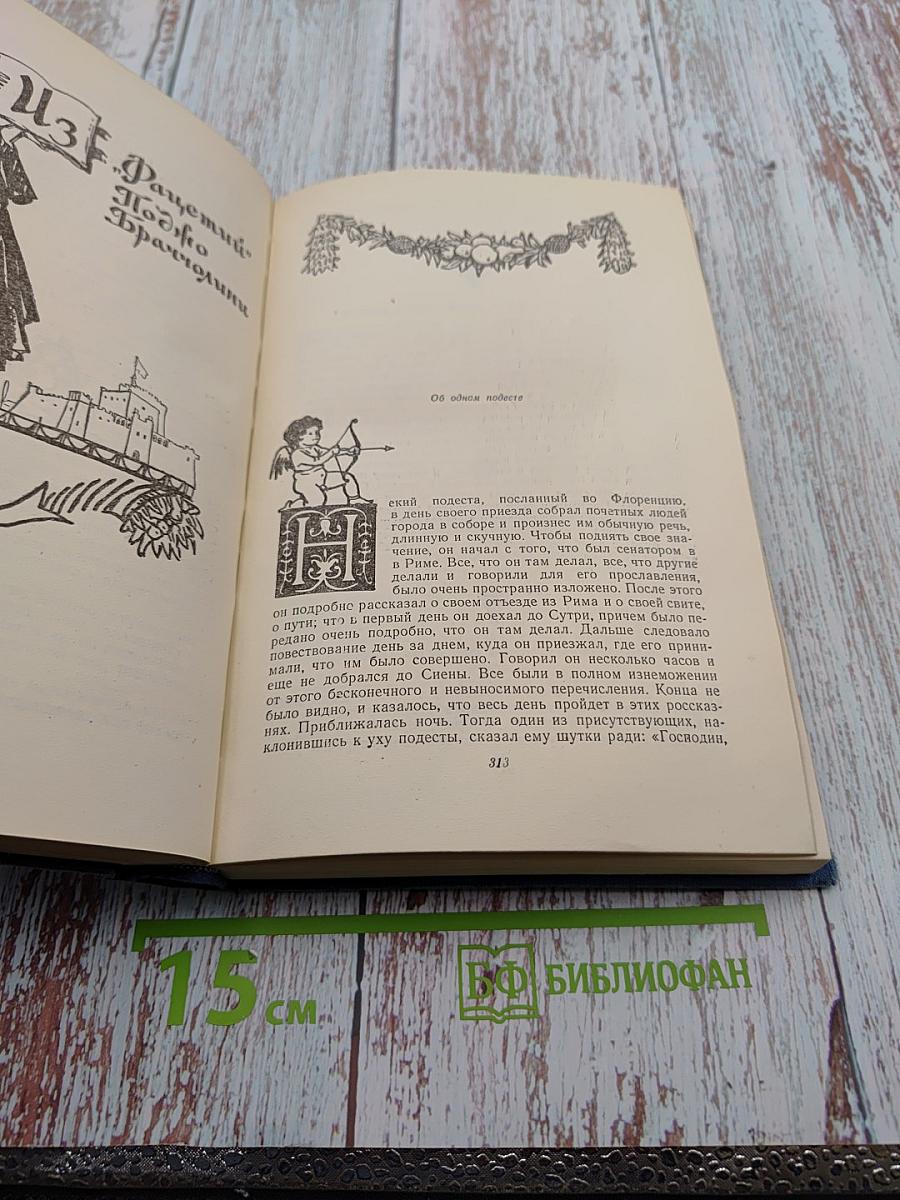 Из
„Фацетий“
Поджо
Браччолини
Об одном подесте
Некий подеста, посланный во Флоренцию,
в день своего приезда собрал почетных людей
города в соборе и произнес им обычную речь,
длинную и скучную. Чтобы поднять свое зна-
чение, он начал с того, что был сенатором в
в Риме. Все, что он там делал, все, что другие
делали и говорили для его прославления,
было очень пространно изложено. После этого
он подробно рассказал о своем отъезде из Рима и о своей свите,
о пути; что в первый день он доехал до Сутри, причем было пе-
редано очень подробно, что он там делал. Дальше следовало
повествование день за днем, куда он приезжал, где его прини-
мали, что им было совершено. Говорил он несколько часов и
еще не добрался до Сиены. Все были в полном изнеможении
от этого бесконечного и невыносимого перечисления. Конца не
было видно, и казалось, что весь день пройдет в этих россказ-
нях. Приближалась ночь. Тогда один из присутствующих, на-
клонившись к уху подесты, сказал ему шутки ради: «Господин,
313
15 см
БФ БИБЛИОФАН